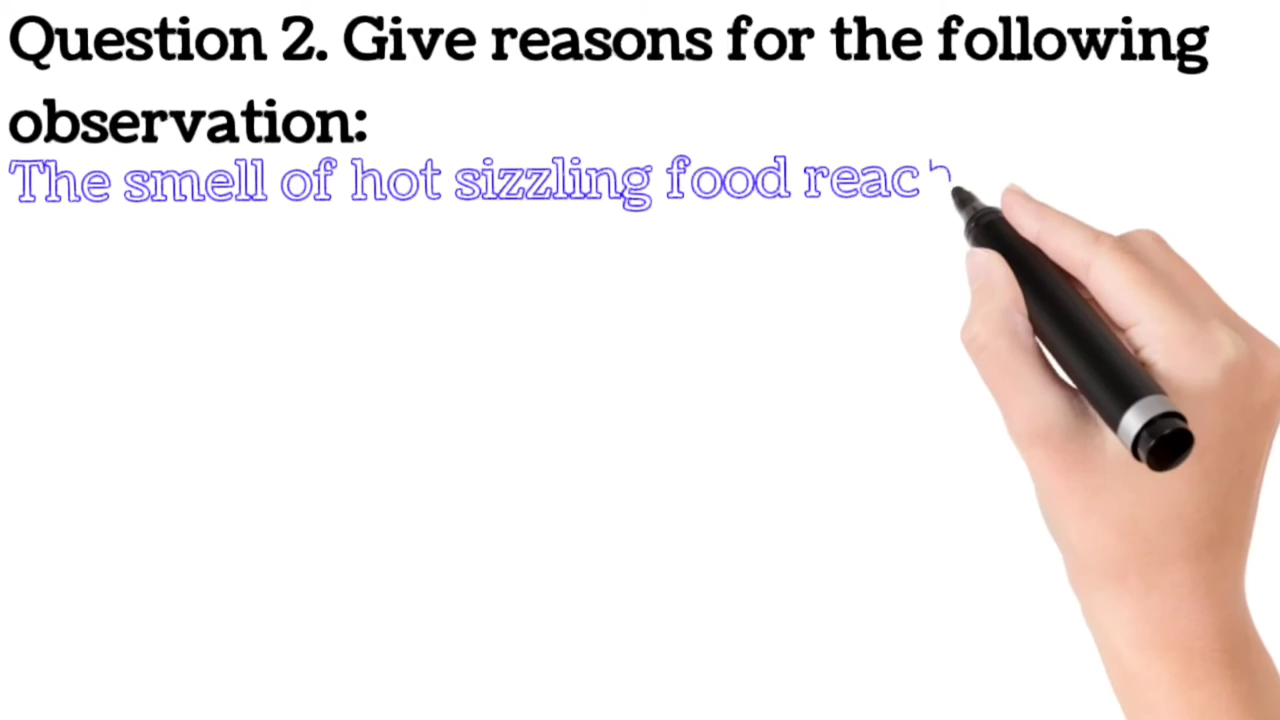 Question 2. Give reasons for the following
observation:
The smell of hot sizzling food reac